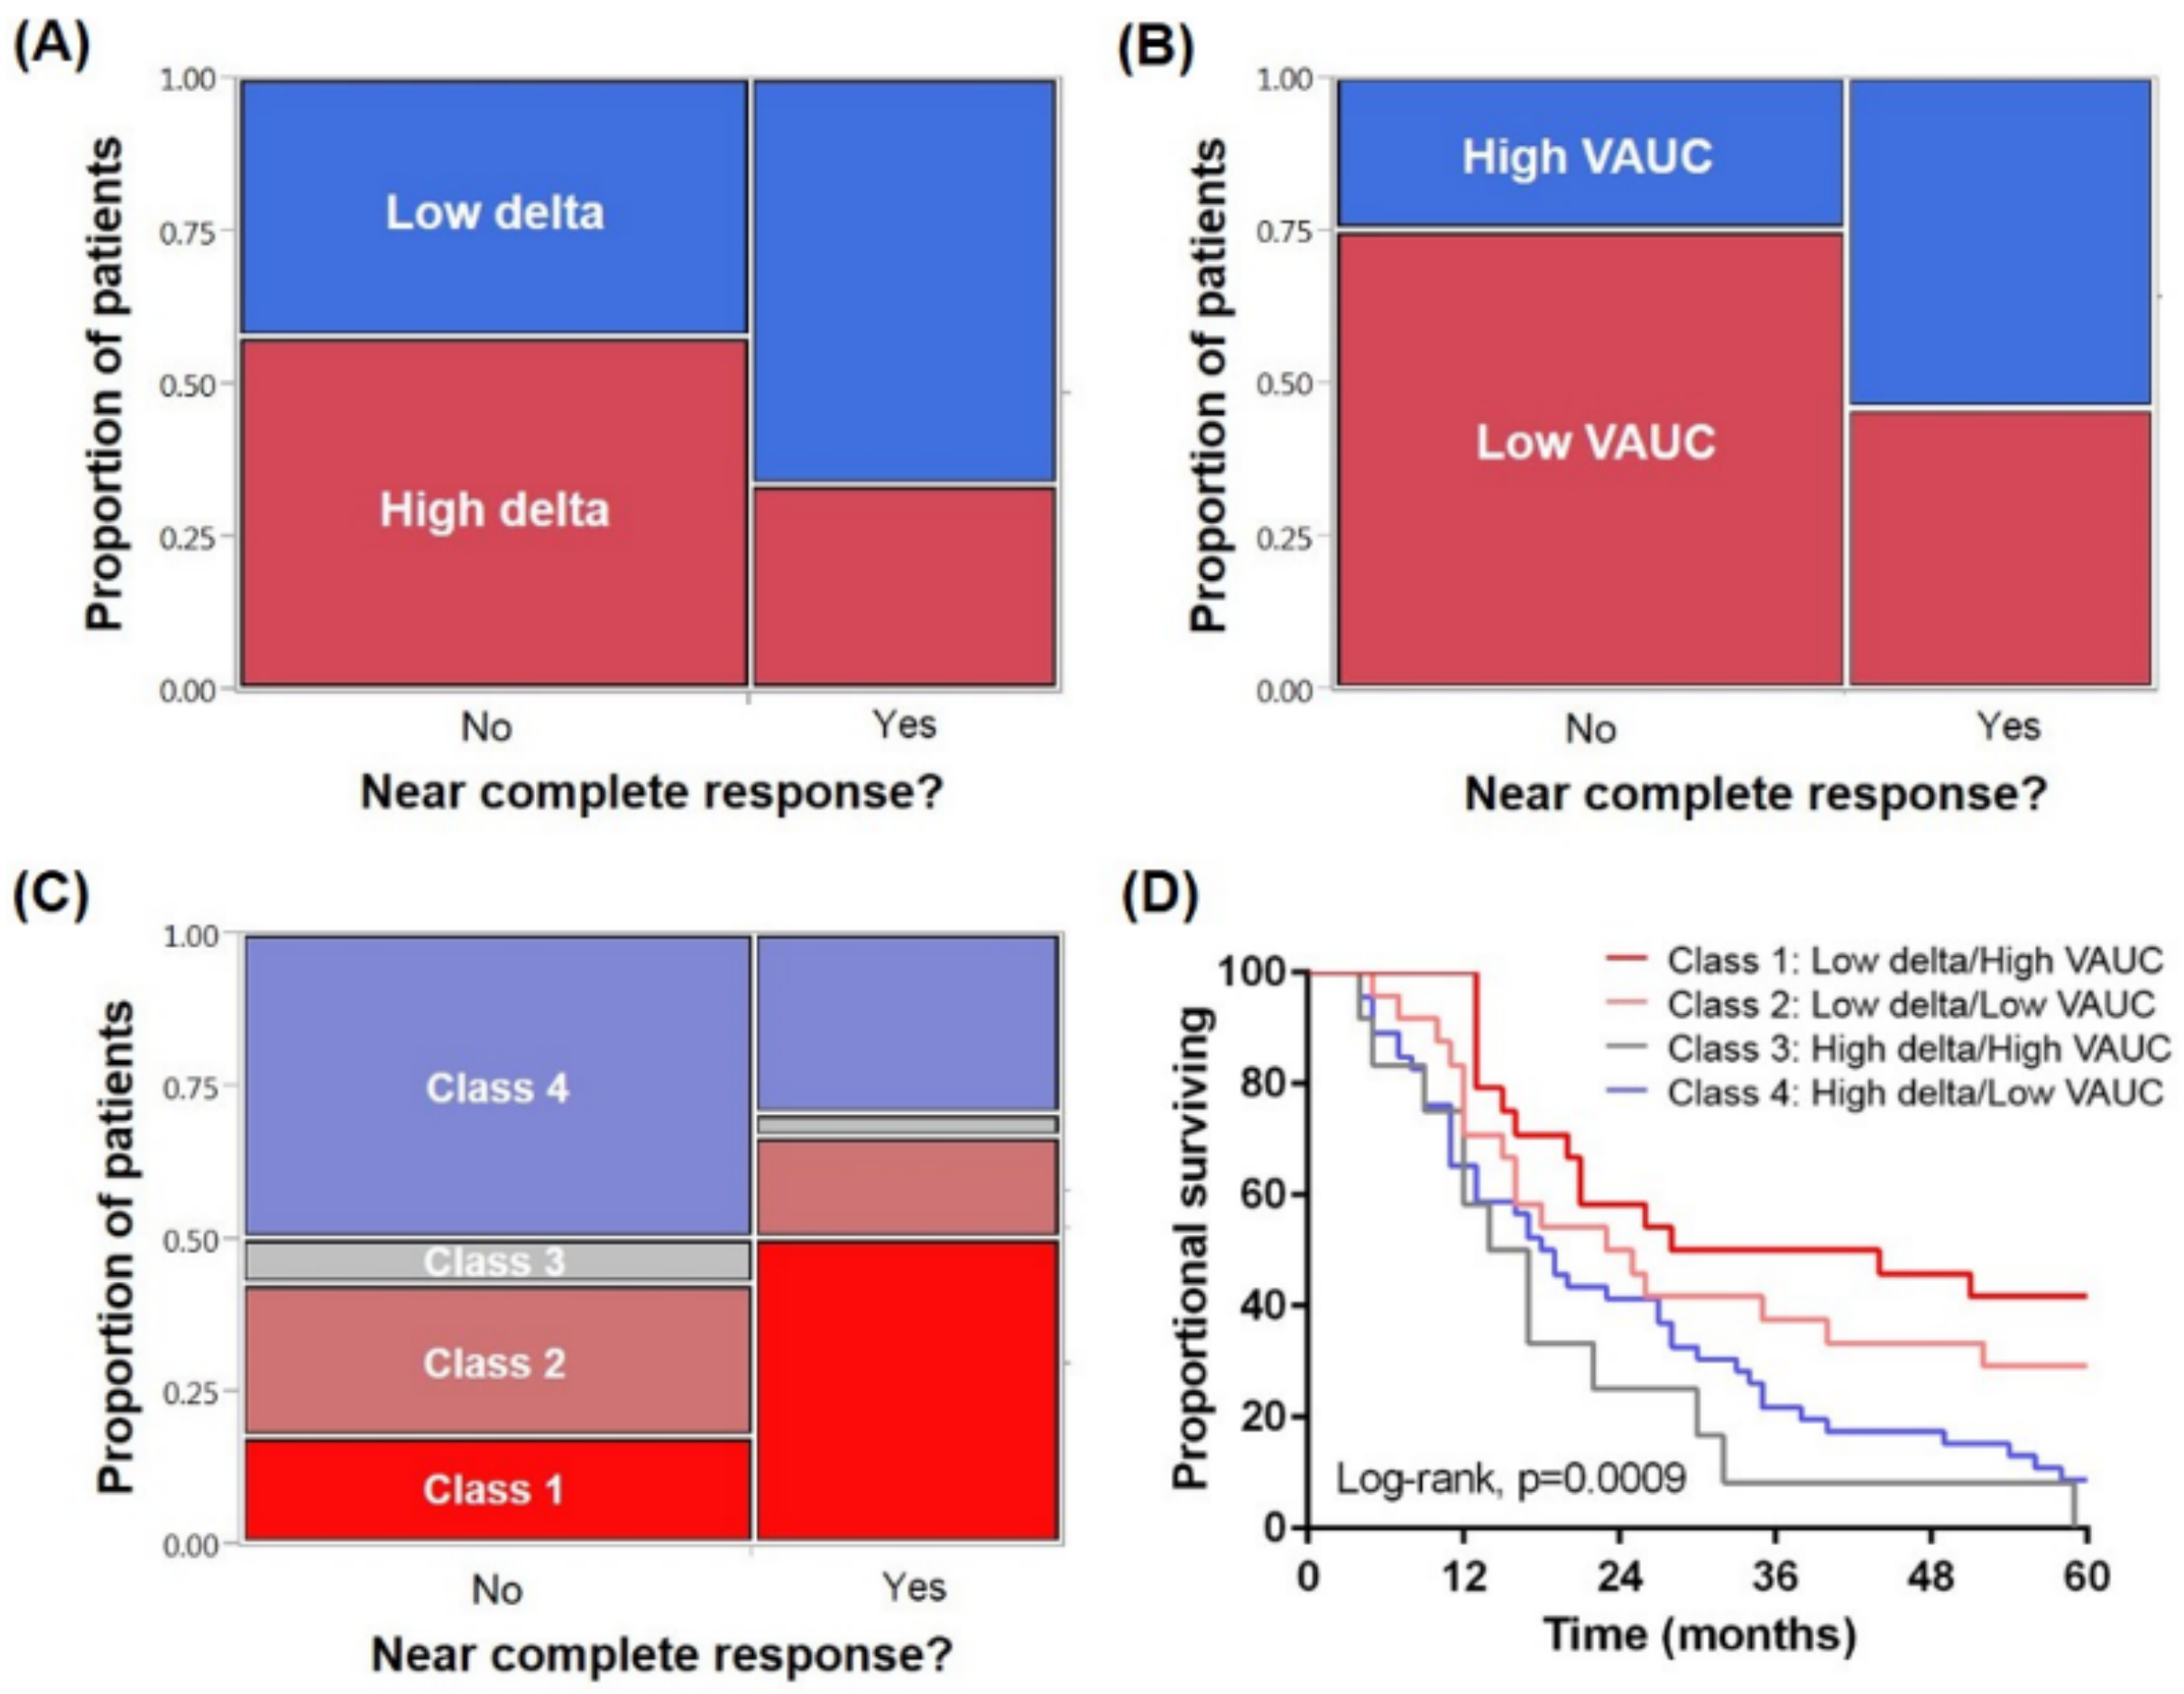 (A)
Proportion of patients
1.00
0.75
0.50
0.25
0.00
Low delta
High delta
No
Yes
Near complete response?
(B)
Proportion of patients
1.00
0.75
0.50
0.25
0.00
High VAUC
Low VAUC
No
Yes
Near complete response?
(C)
Proportion of patients
1.00
0.75
0.50
0.25
0.00
Class 4
Class 3
Class 2
Class 1
No
Yes
Near complete response?
(D)
Proportional surviving
100
80
60
40
20
0
Class 1: Low delta/High VAUC
Class 2: Low delta/Low VAUC
Class 3: High delta/High VAUC
Class 4: High delta/Low VAUC
Log-rank, p=0.0009
0
12
24
36
48
60
Time (months)